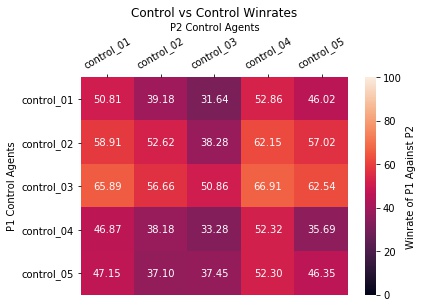 Control vs Control Winrates
P2 Control Agents
control_01 control_02 control_03 control_04 control_05
control_01 50.81 39.18 31.64 52.86 46.02
control_02 58.91 52.62 38.28 62.15 57.02
control_03 65.89 56.66 50.86 66.91 62.54
control_04 46.87 38.18 33.28 52.32 35.69
control_05 47.15 37.10 37.45 52.30 46.35
P1 Control Agents
100
80
60
40
20
0
Winrate of P1 Against P2